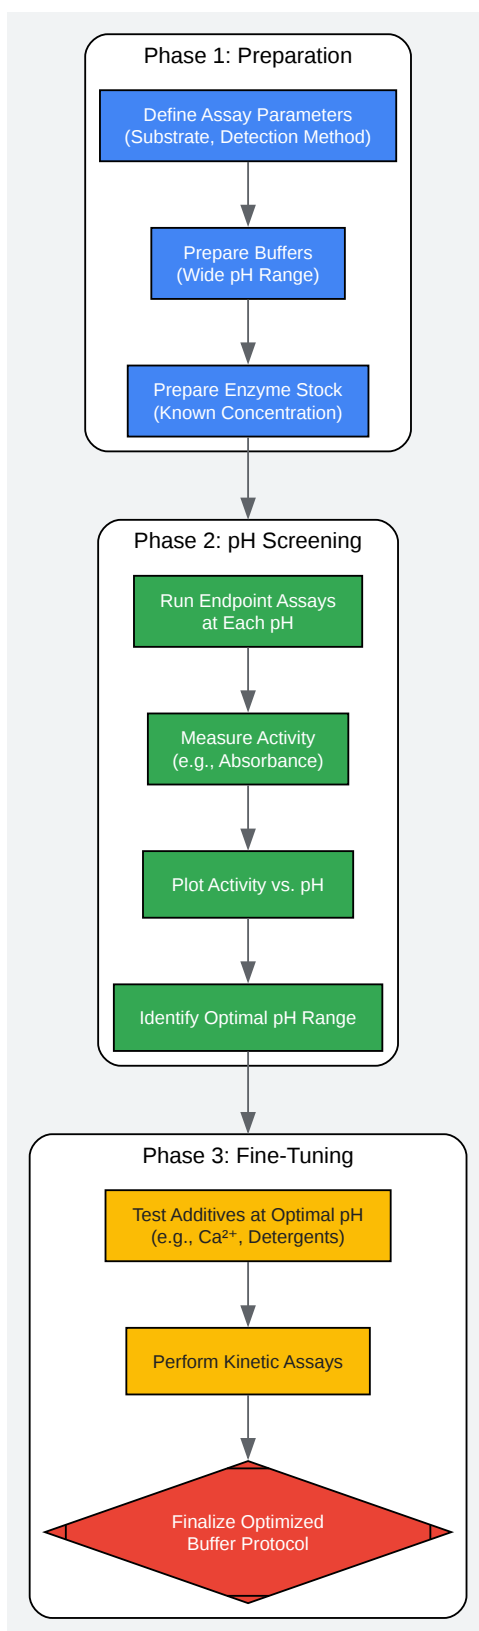 Phase 1: Preparation
Define Assay Parameters
(Substrate, Detection Method)
Prepare Buffers
(Wide pH Range)
Prepare Enzyme Stock
(Known Concentration)
Phase 2: pH Screening
Run Endpoint Assays
at Each pH
Measure Activity
(e.g., Absorbance)
Plot Activity vs. pH
Identify Optimal pH Range
Phase 3: Fine-Tuning
Test Additives at Optimal pH
(e.g., Ca²⁺, Detergents)
Perform Kinetic Assays
Finalize Optimized
Buffer Protocol